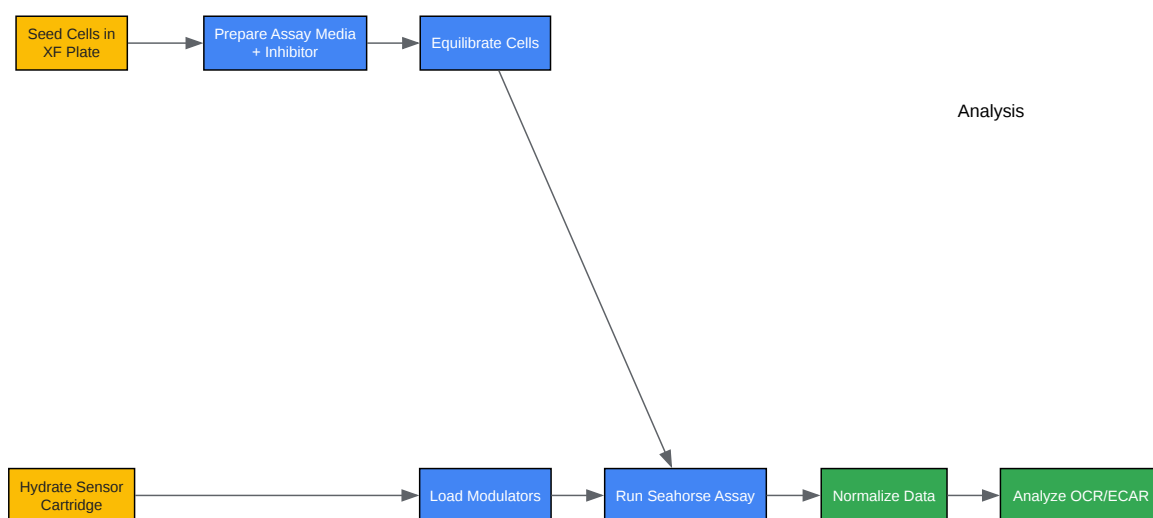 Seed Cells in
XF Plate
Prepare Assay Media
+ Inhibitor
Equilibrate Cells
Analysis
Hydrate Sensor
Cartridge
Load Modulators
Run Seahorse Assay
Normalize Data
Analyze OCR/ECAR